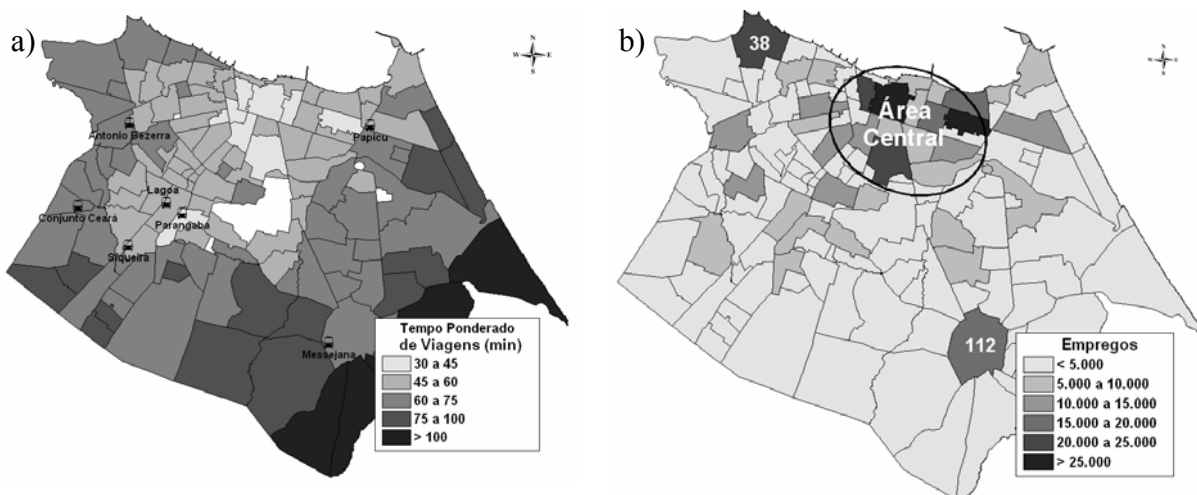 a)
N
W E
S
Antonio Bezerra
Papicu
Lagoa
Conjunto Ceará
Parangaba
Siqueira
Messejana
Tempo Ponderado
de Viagens (min)
30 a 45
45 a 60
60 a 75
75 a 100
> 100
b)
N
W E
S
38
Área
Central
112
Empregos
< 5.000
5.000 a 10.000
10.000 a 15.000
15.000 a 20.000
20.000 a 25.000
> 25.000